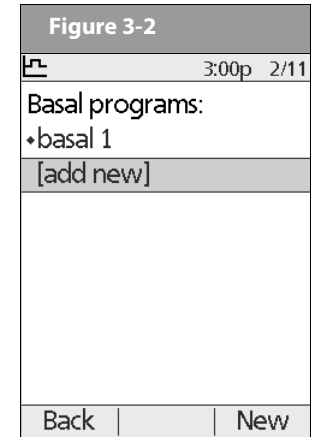 Figure 3-2
3:00p 2/11
Basal programs:
basal 1
[add new]
Back New